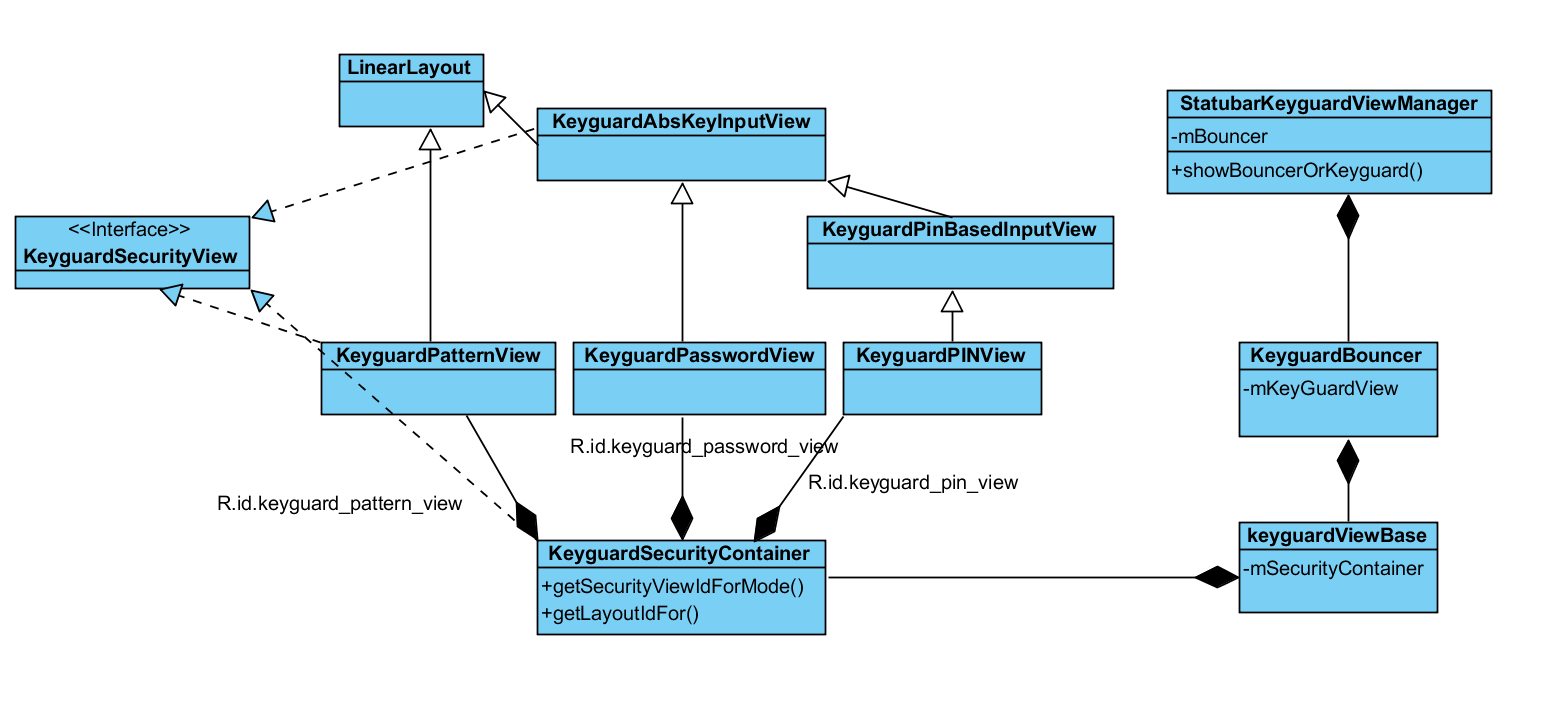 LinearLayout
KeyguardAbsKeyInputView
StatubarKeyguardViewManager
-mBouncer
+showBouncerOrKeyguard()
<<Interface>>
KeyguardSecurityView
KeyguardPinBasedInputView
KeyguardPatternView
KeyguardPasswordView
KeyguardPINView
KeyguardBouncer
-mKeyGuardView
R.id.keyguard_password_view
R.id.keyguard_pin_view
R.id.keyguard_pattern_view
KeyguardSecurityContainer
+getSecurityViewIdForMode()
+getLayoutIdFor()
keyguardViewBase
-mSecurityContainer